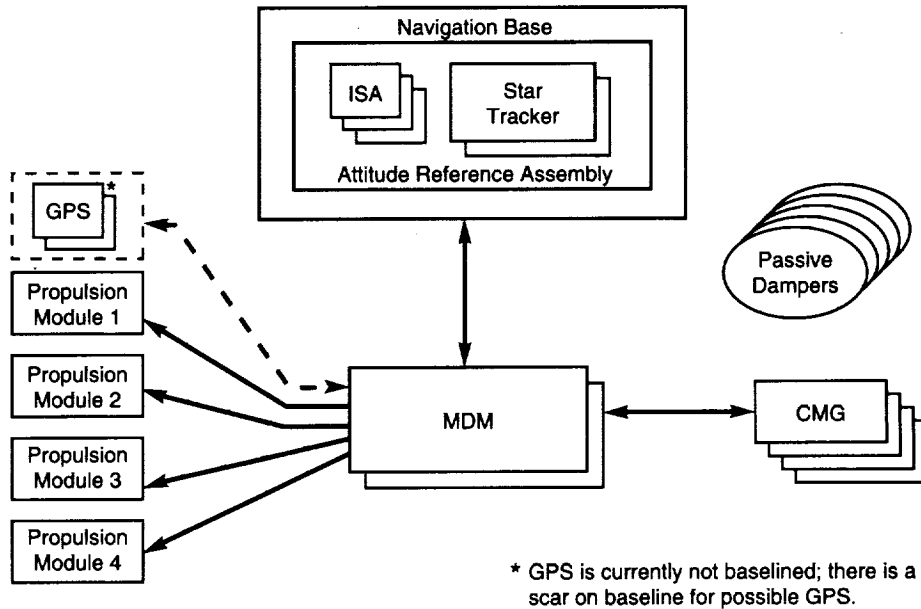 Navigation Base
ISA
Star
Tracker
Attitude Reference Assembly
GPS *
Propulsion
Module 1
Propulsion
Module 2
Propulsion
Module 3
Propulsion
Module 4
MDM
Passive
Dampers
CMG
* GPS is currently not baselined; there is a
scar on baseline for possible GPS.